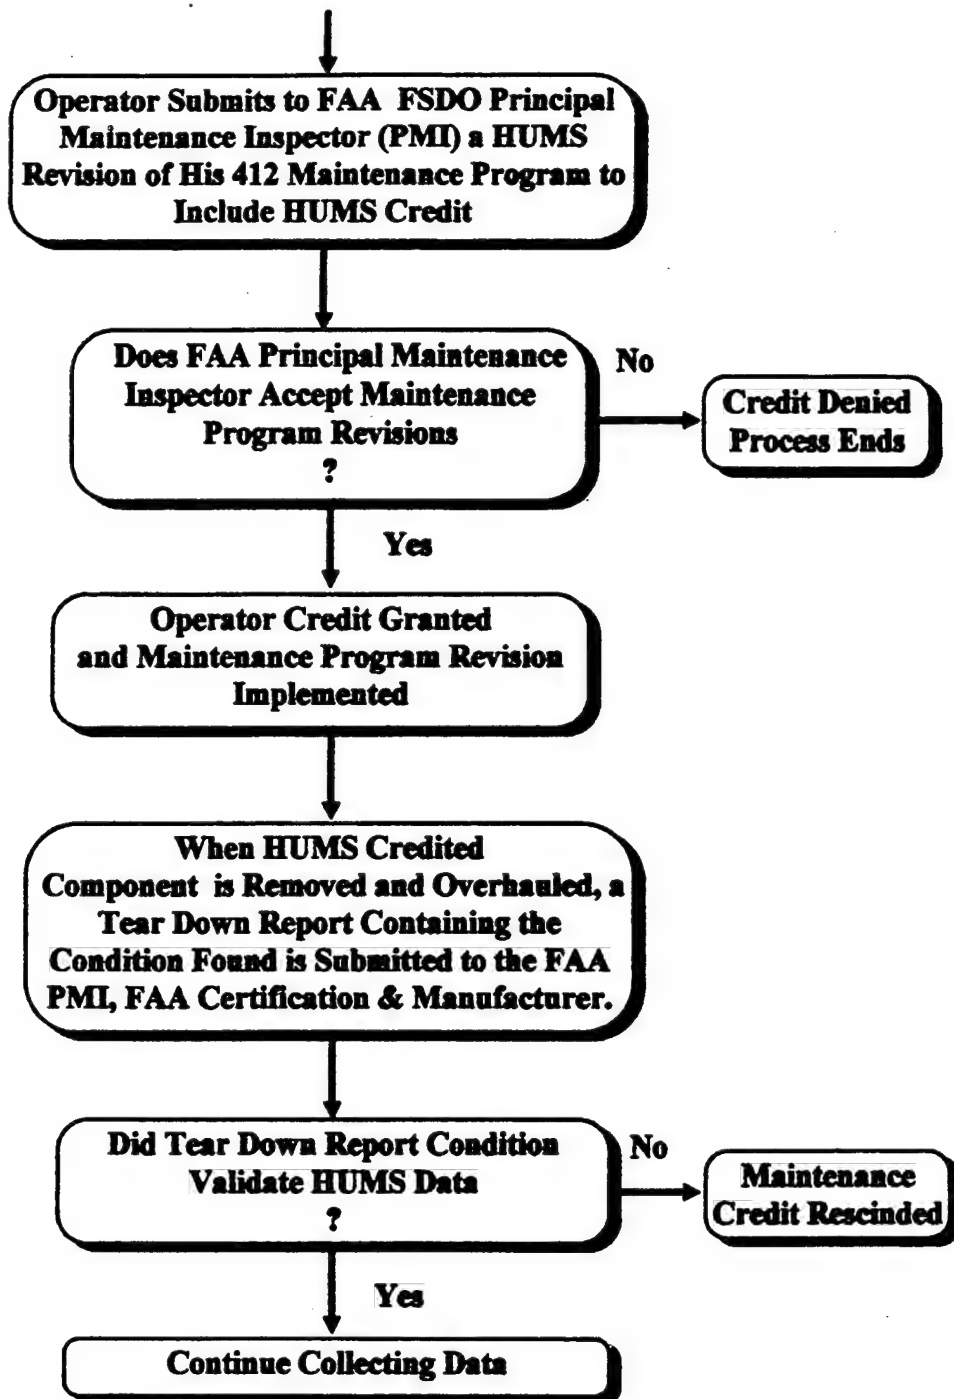 Operator Submits to FAA FSDO Principal
Maintenance Inspector (PMI) a HUMS
Revision of His 412 Maintenance Program to
Include HUMS Credit
Does FAA Principal Maintenance
Inspector Accept Maintenance
Program Revisions
?
No
Credit Denied
Process Ends
Yes
Operator Credit Granted
and Maintenance Program Revision
Implemented
When HUMS Credited
Component is Removed and Overhauled, a
Tear Down Report Containing the
Condition Found is Submitted to the FAA
PMI, FAA Certification & Manufacturer.
Did Tear Down Report Condition
Validate HUMS Data
?
No
Maintenance
Credit Rescinded
Yes
Continue Collecting Data